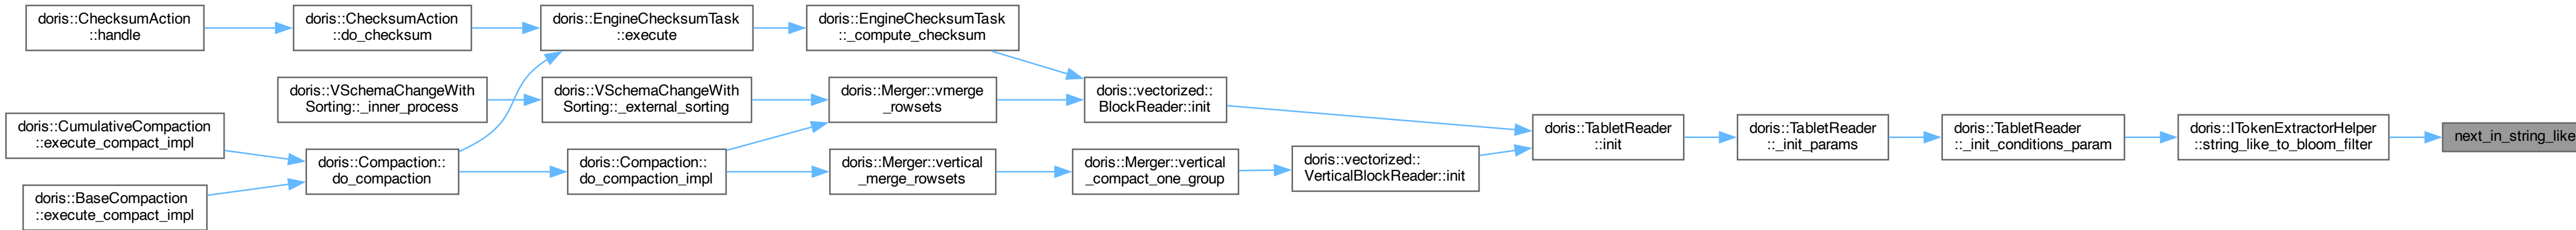 doris::ChecksumAction
::handle
doris::ChecksumAction
::do_checksum
doris::EngineChecksumTask
::execute
doris::EngineChecksumTask
::_compute_checksum
doris::VSchemaChangeWith
Sorting::_inner_process
doris::VSchemaChangeWith
Sorting::_external_sorting
doris::Merger::vmerge
_rowsets
doris::vectorized::
BlockReader::init
doris::CumulativeCompaction
::execute_compact_impl
doris::Compaction::
do_compaction
doris::Compaction::
do_compaction_impl
doris::Merger::vertical
_merge_rowsets
doris::Merger::vertical
_compact_one_group
doris::vectorized::
VerticalBlockReader::init
doris::TabletReader
::init
doris::TabletReader
::_init_params
doris::TabletReader
::_init_conditions_param
doris::ITokenExtractorHelper
::string_like_to_bloom_filter
next_in_string_like
doris::BaseCompaction
::execute_compact_impl